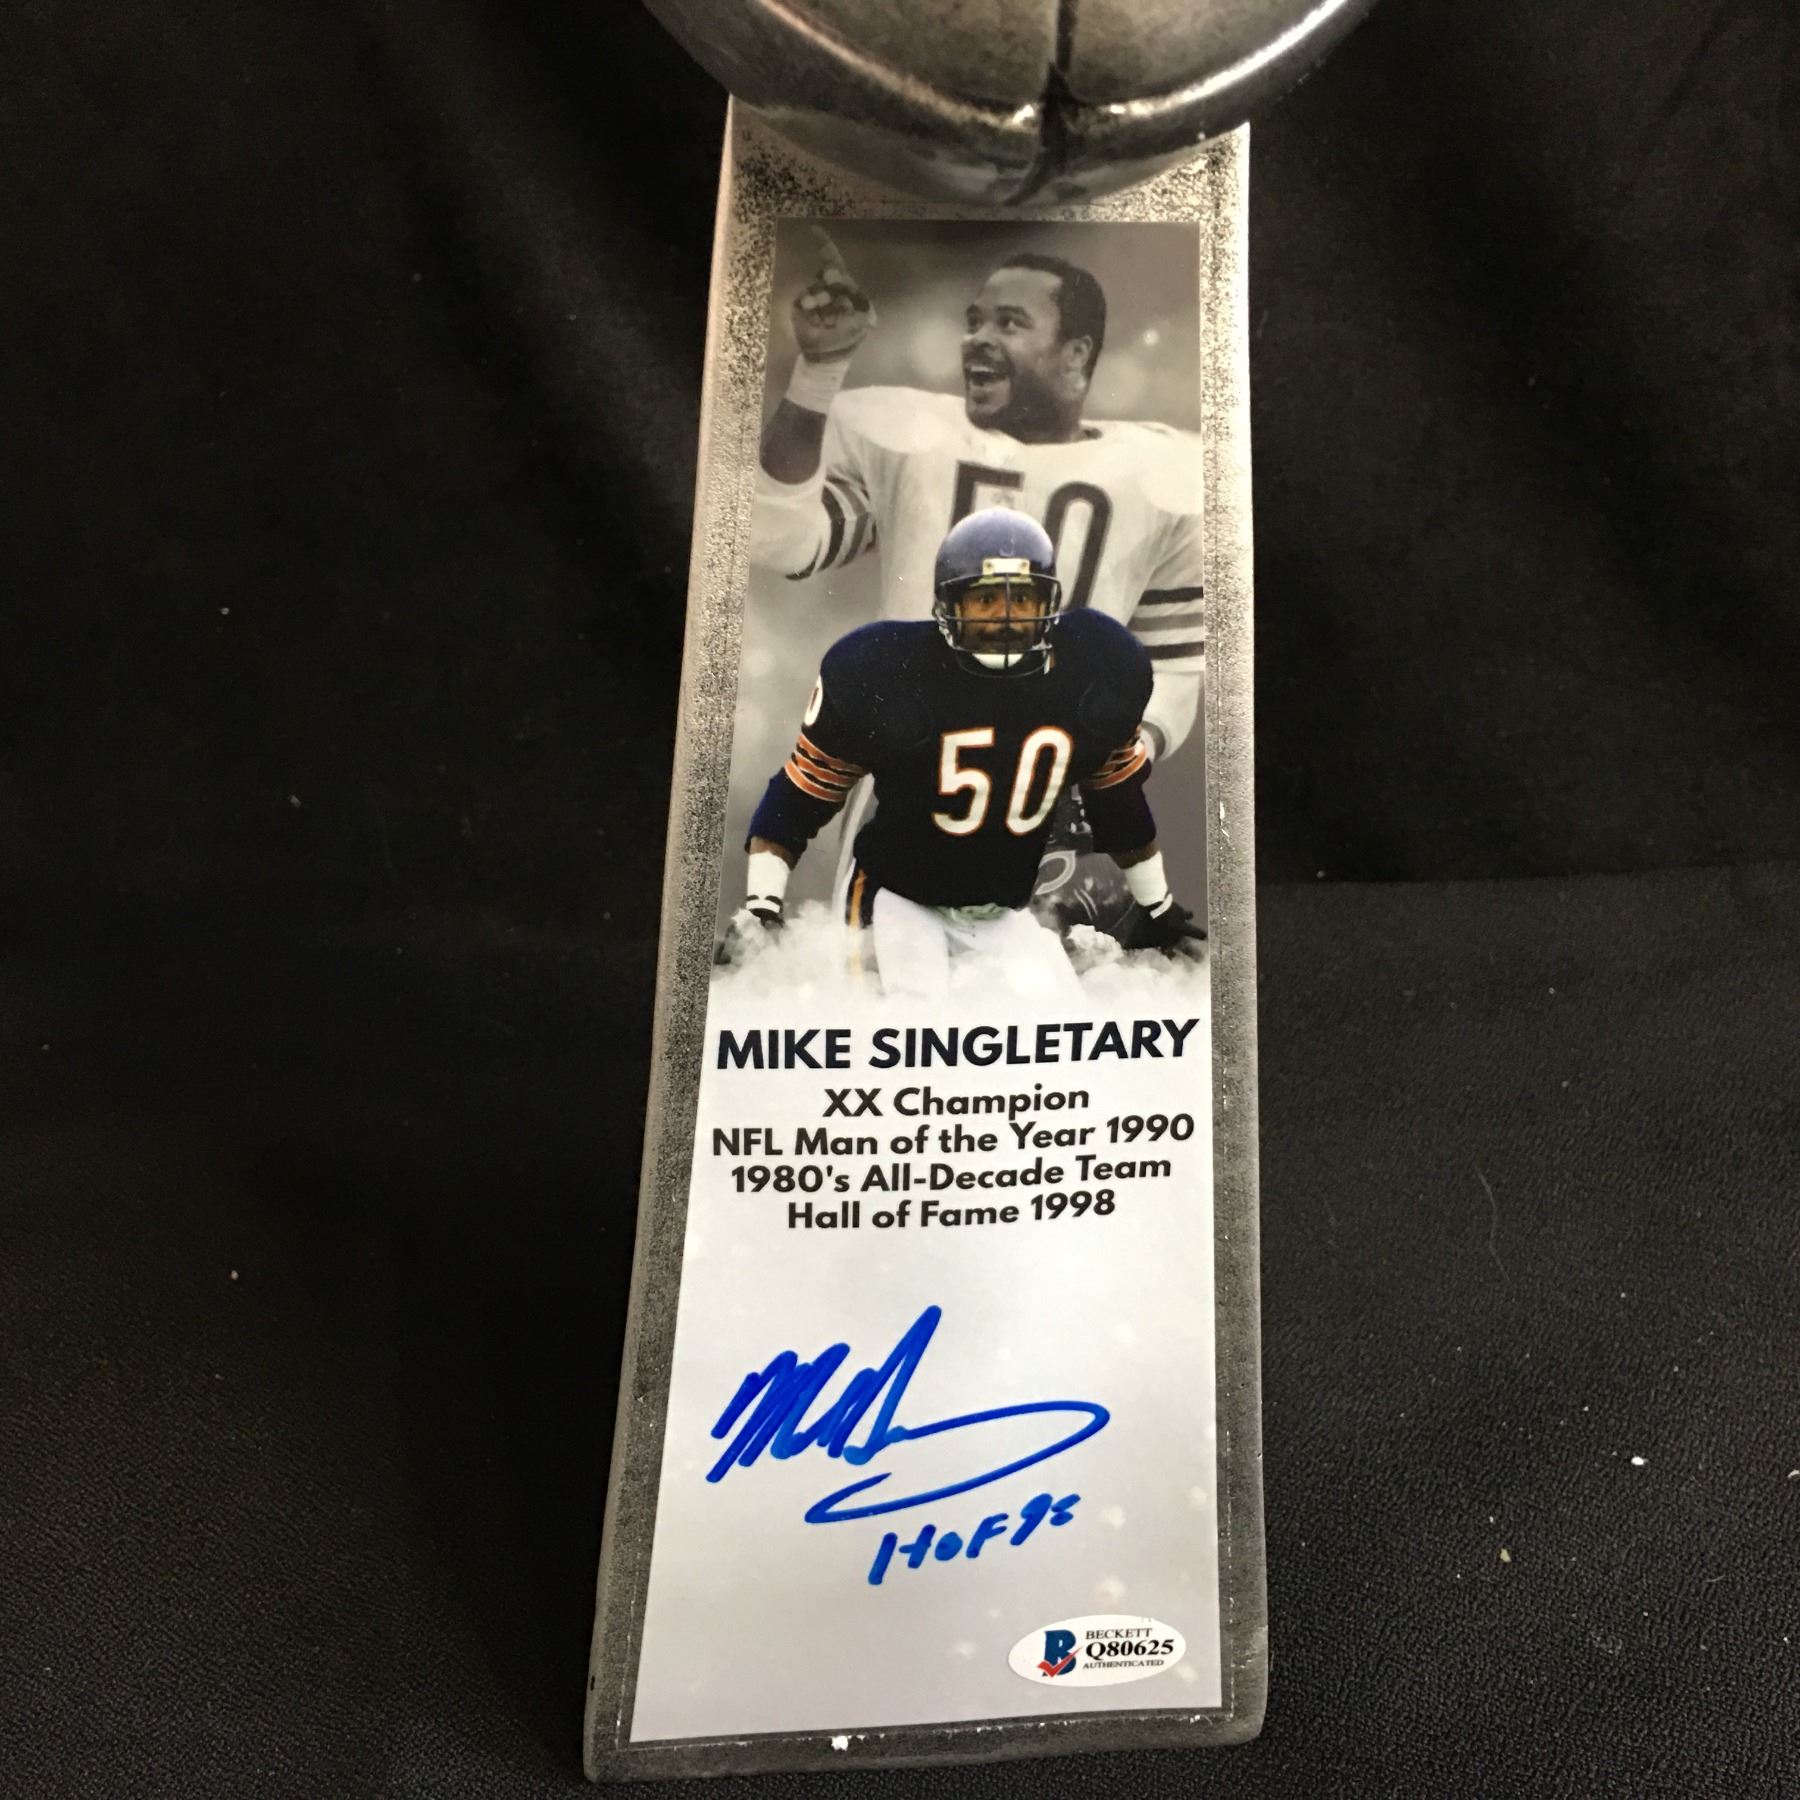 50
50
MIKE SINGLETARY
XX Champion
NFL Man of the Year 1990
1980's All-Decade Team
Hall of Fame 1998
HOF 98
BECKETT
Q80625
AUTHENTICATED